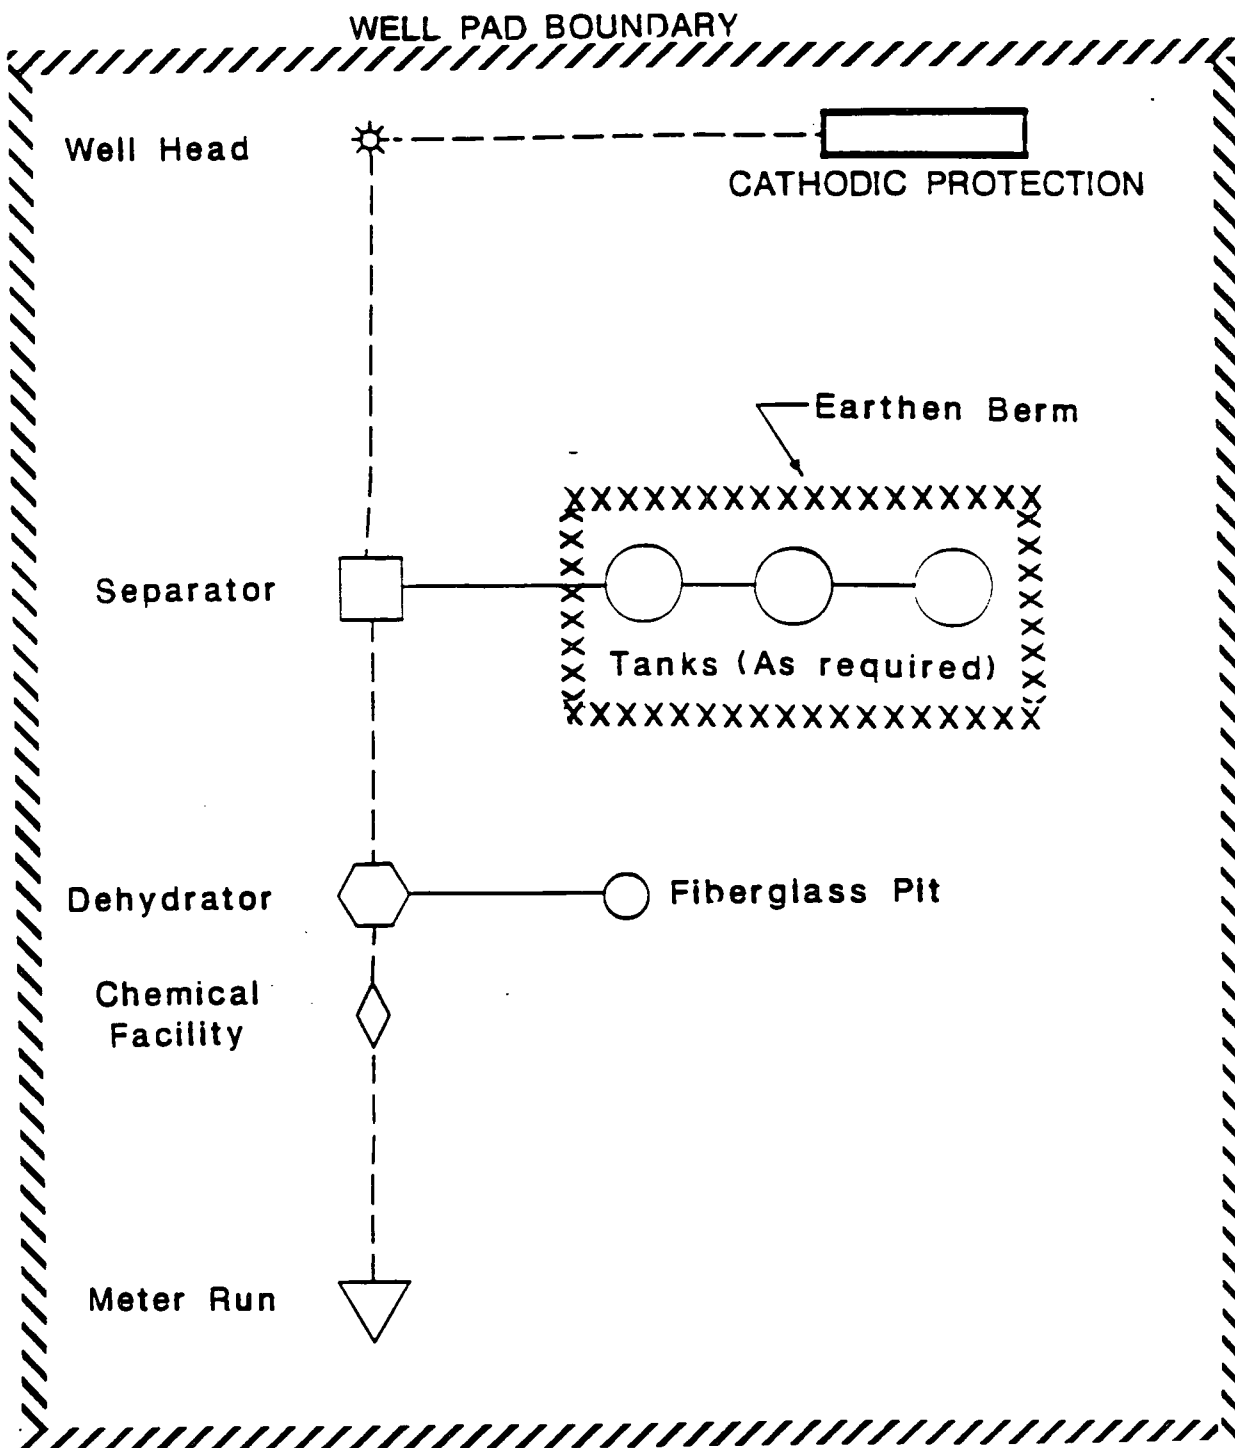 WELL PAD BOUNDARY
Well Head
CATHODIC PROTECTION
Earthen Berm
Separator
Tanks (As required)
Dehydrator
Fiberglass Pit
Chemical
Facility
Meter Run